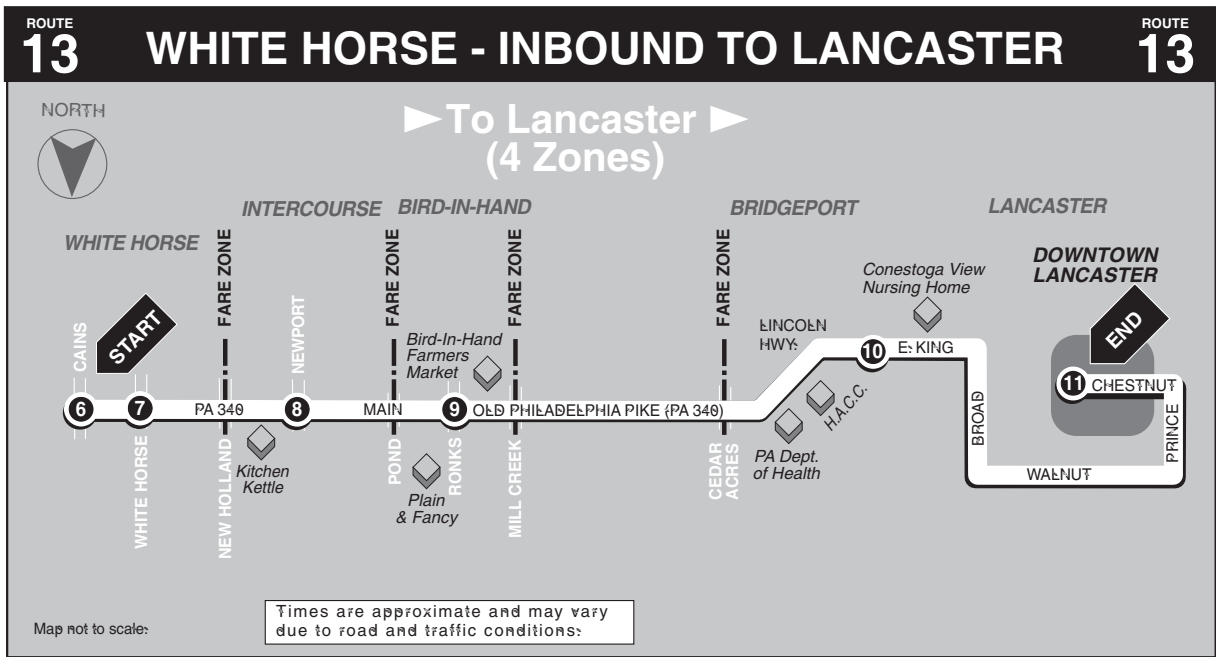 ROUTE
13
WHITE HORSE - INBOUND TO LANCASTER
ROUTE
13
NORTH
To Lancaster
(4 Zones)
WHITE HORSE
INTERCOURSE
BIRD-IN-HAND
BRIDGEPORT
LANCASTER
DOWNTOWN
LANCASTER
START
END
FARE ZONE
FARE ZONE
FARE ZONE
FARE ZONE
CAINS
NEWPORT
Bird-In-Hand
Farmers
Market
Conestoga View
Nursing Home
LINCOLN
HWY.
6
7
PA 340
8
MAIN
9
OLD PHILADELPHIA PIKE (PA 340)
10
E. KING
11
CHESTNUT
BROAD
PRINCE
WALNUT
WHITE HORSE
NEW HOLLAND
Kitchen
Kettle
POND
Plain
& Fancy
RONKS
MILL CREEK
CEDAR
ACRES
PA Dept.
of Health
H.A.C.C.
Map not to scale.
Times are approximate and may vary
due to road and traffic conditions.